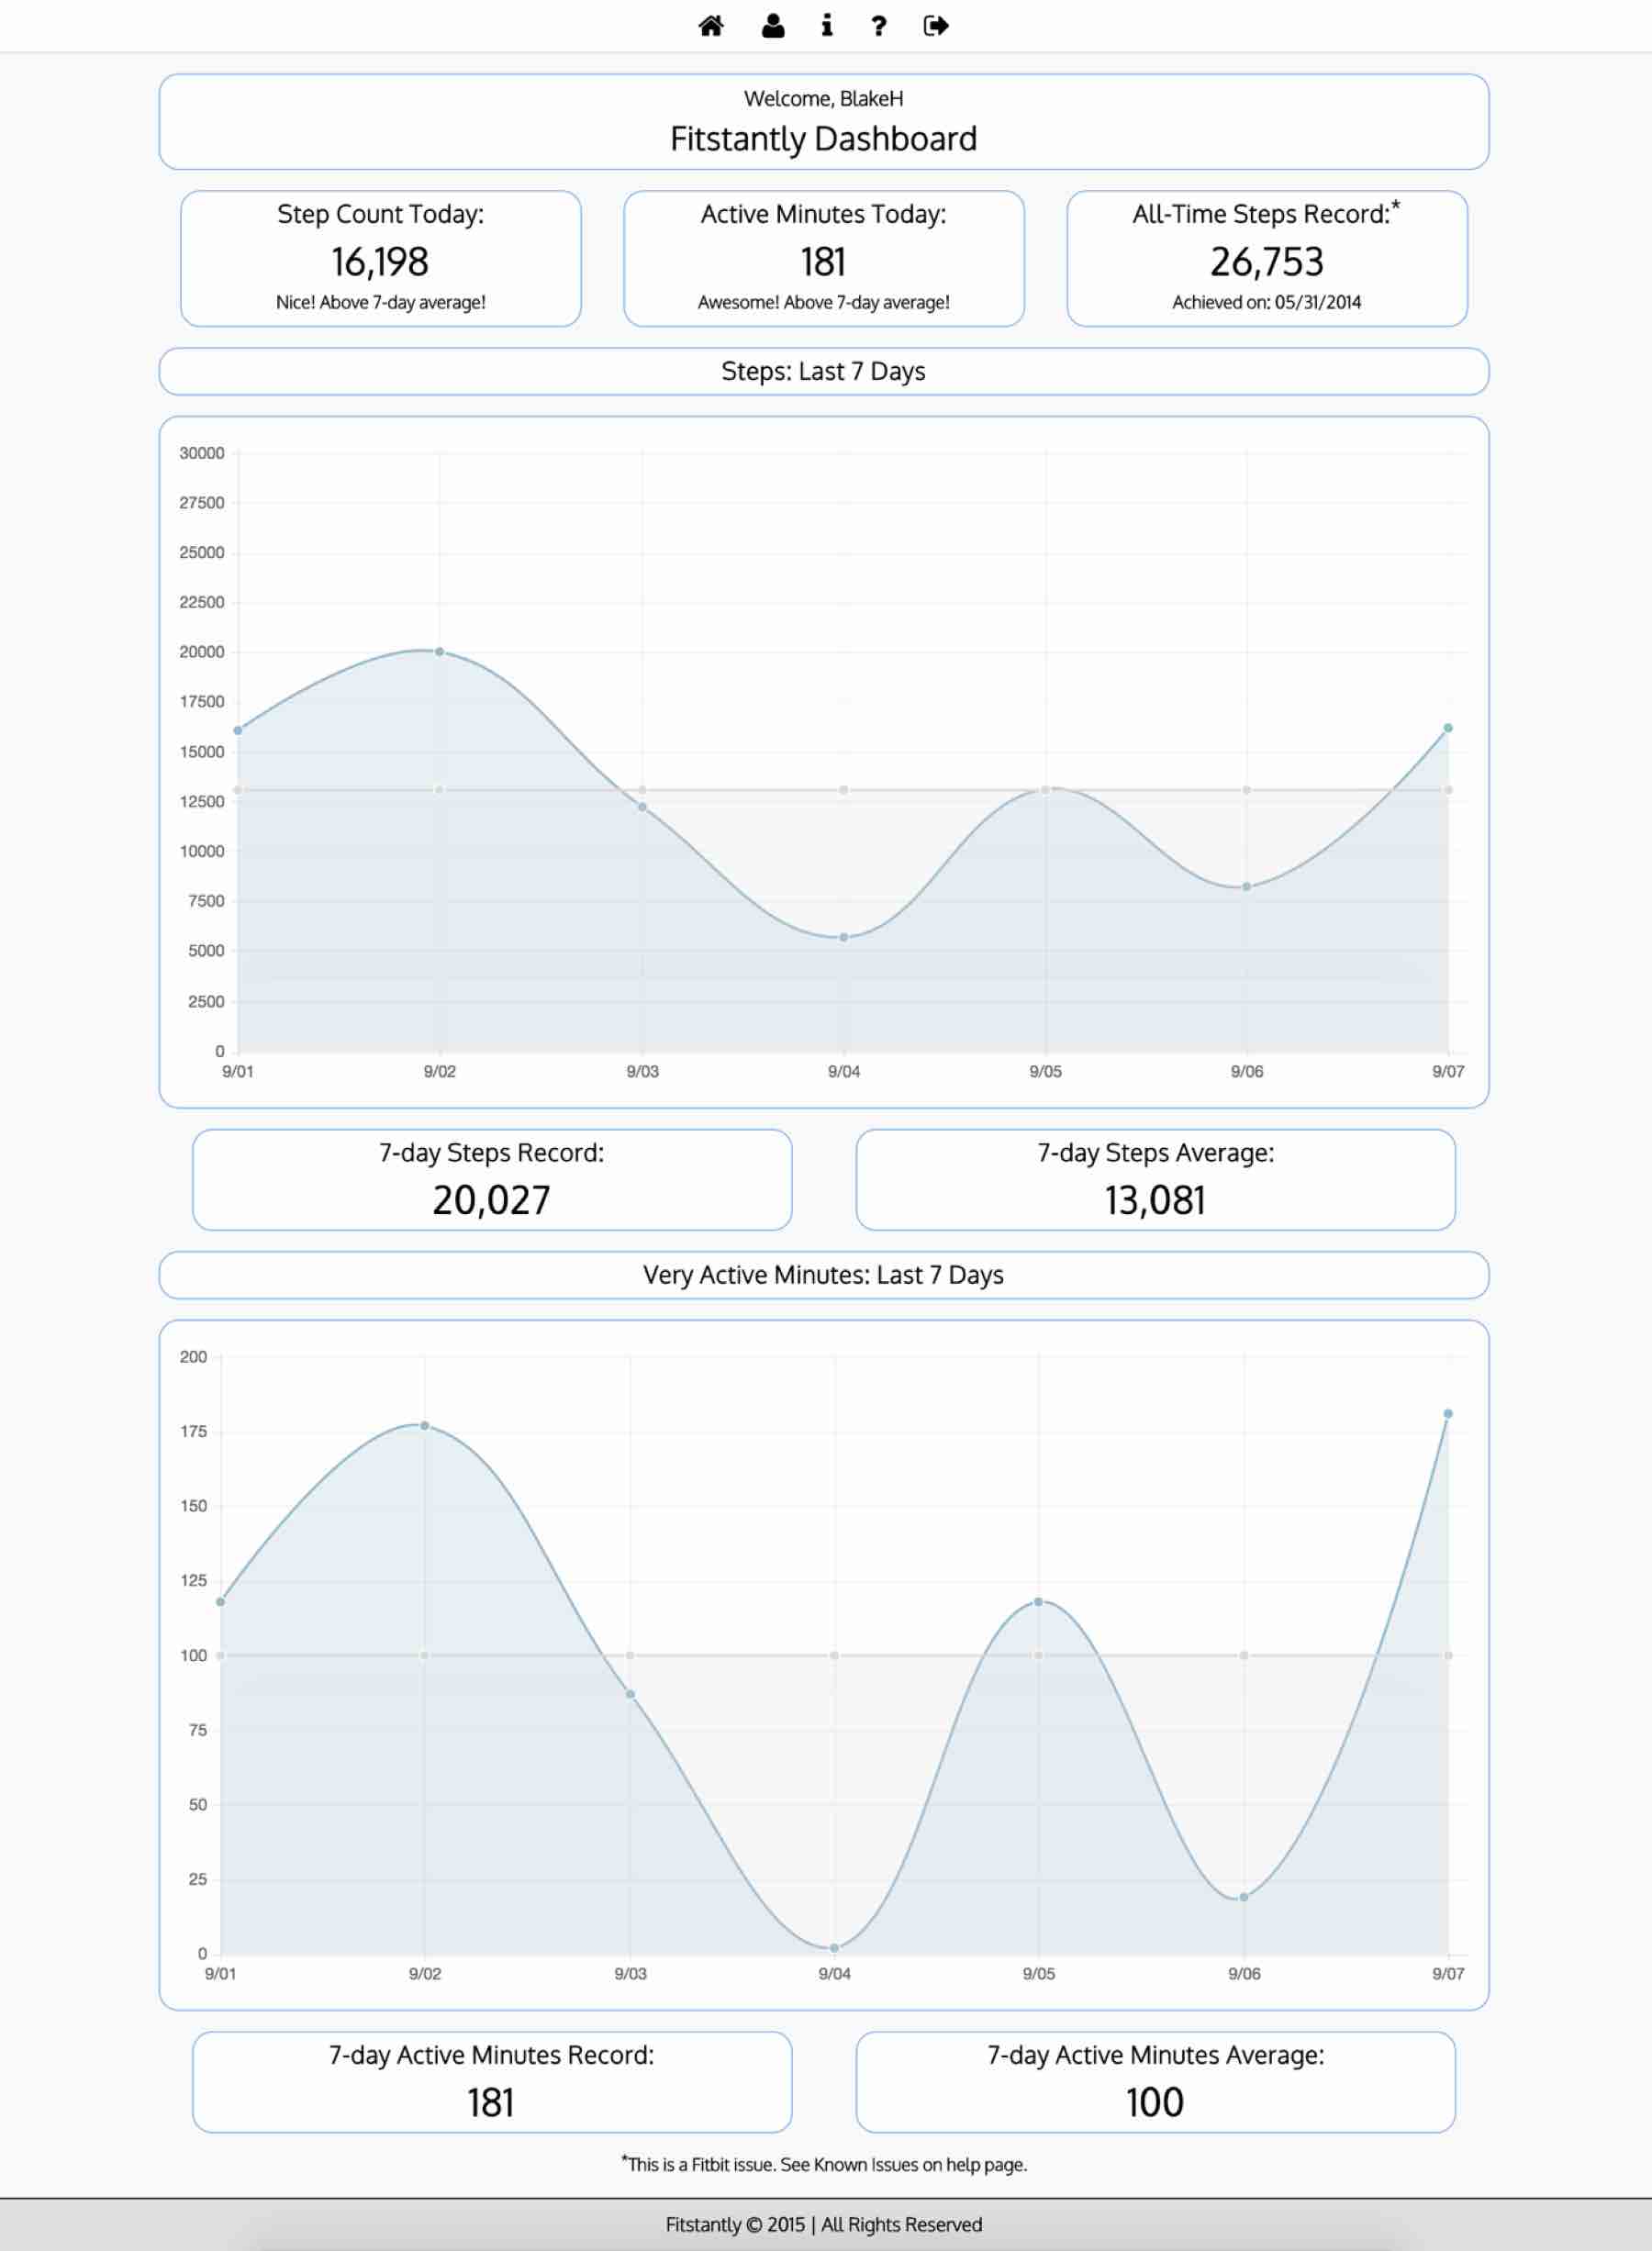 Welcome, BlakeH
Fitstantly Dashboard
Step Count Today:
16,198
Nice! Above 7-day average!
Active Minutes Today:
181
Awesome! Above 7-day average!
All-Time Steps Record:*
26,753
Achieved on: 05/31/2014
Steps: Last 7 Days
30000
27500
25000
22500
20000
17500
15000
12500
10000
7500
5000
2500
0
9/01 9/02 9/03 9/04 9/05 9/06 9/07
7-day Steps Record:
20,027
7-day Steps Average:
13,081
Very Active Minutes: Last 7 Days
200
175
150
125
100
75
50
25
0
9/01 9/02 9/03 9/04 9/05 9/06 9/07
7-day Active Minutes Record:
181
7-day Active Minutes Average:
100
*This is a Fitbit issue. See Known Issues on help page.
Fitstantly © 2015 | All Rights Reserved